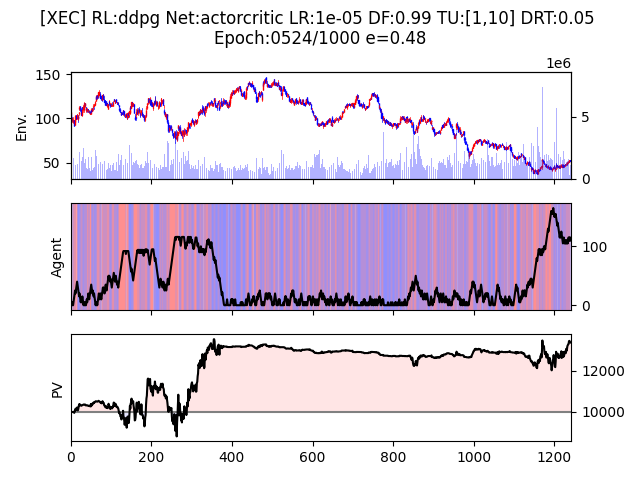 [XEC] RL:ddpg Net:actorcritic LR:1e-05 DF:0.99 TU:[1,10] DRT:0.05
Epoch:0524/1000 e=0.48
1e6
150
100
50
5
0
Env.
100
0
Agent
12000
10000
PV
0 200 400 600 800 1000 1200